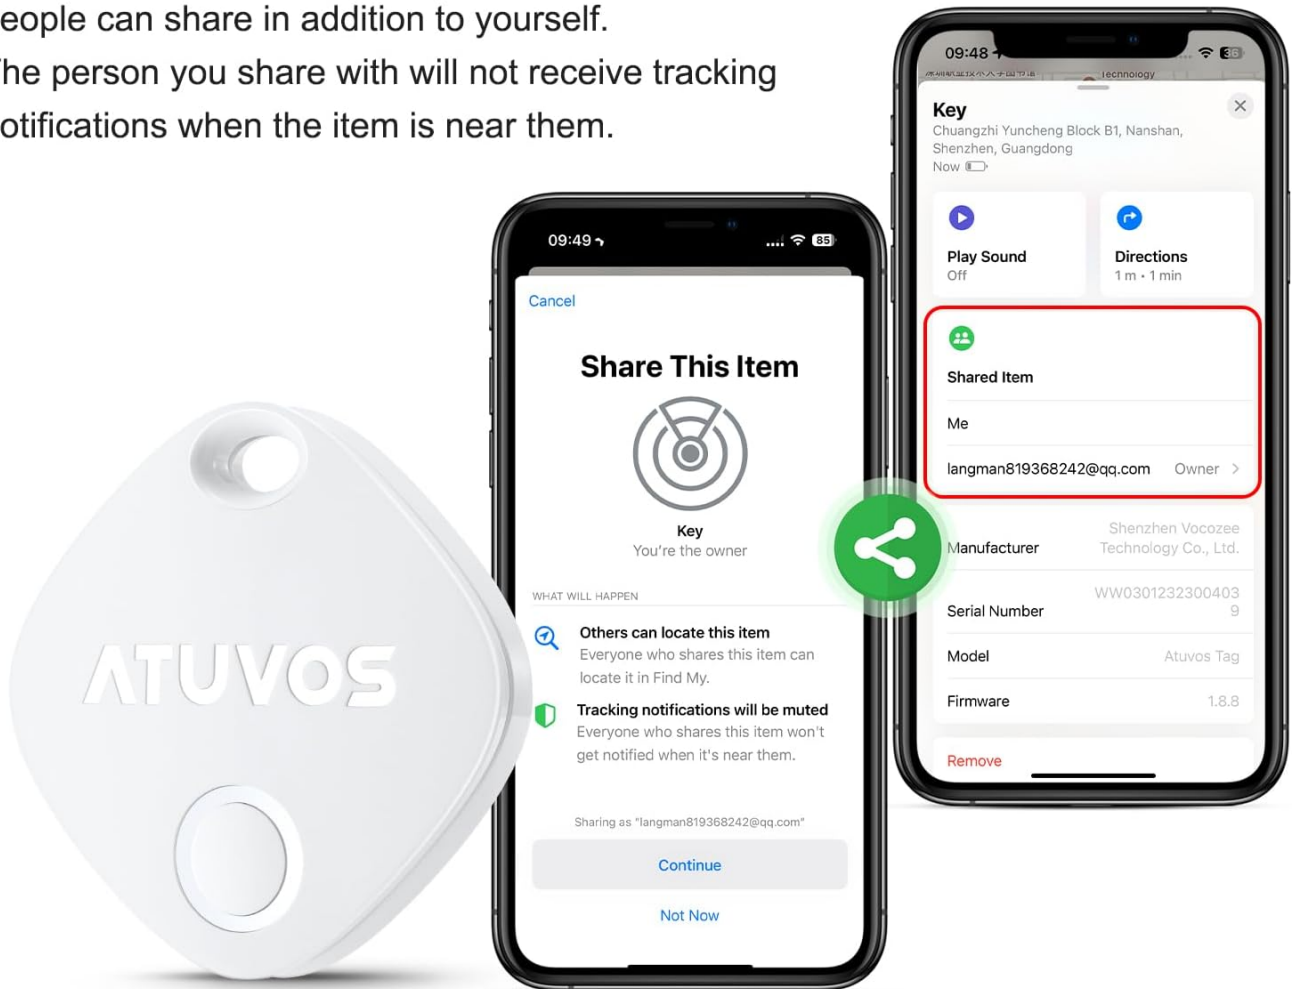 eople can share in addition to yourself.
he person you share with will not receive tracking
otifications when the item is near them.
ATUVOS
09:49
85
Cancel
Share This Item
Key
You're the owner
WHAT WILL HAPPEN
Others can locate this item
Everyone who shares this item can
locate it in Find My.
Tracking notifications will be muted
Everyone who shares this item won't
get notified when it's near them.
Sharing as "langman819368242@qq.com"
Continue
Not Now
09:48
36
Technology
Key
Chuangzhi Yuncheng Block B1, Nanshan,
Shenzhen, Guangdong
Now
Play Sound
Off
Directions
1 m • 1 min
Shared Item
Me
langman819368242@qq.com Owner
Manufacturer
Shenzhen Vocozee
Technology Co., Ltd.
Serial Number
WW0301232300403
9
Model Atuvos Tag
Firmware 1.8.8
Remove